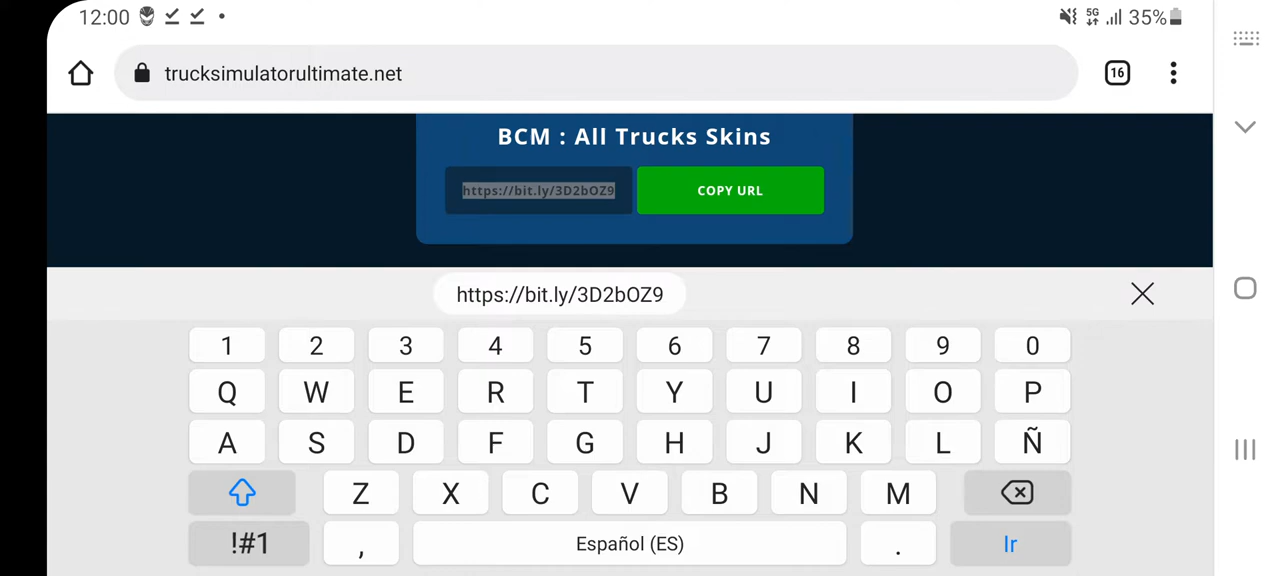 12:00 5G 35%
trucksimulatorultimate.net 16
BCM : All Trucks Skins
https://bit.ly/3D2bOZ9 COPY URL
https://bit.ly/3D2bOZ9
1 2 3 4 5 6 7 8 9 0
Q W E R T Y U I O P
A S D F G H J K L Ñ
Z X C V B N M
!#1 , Español (ES) . Ir